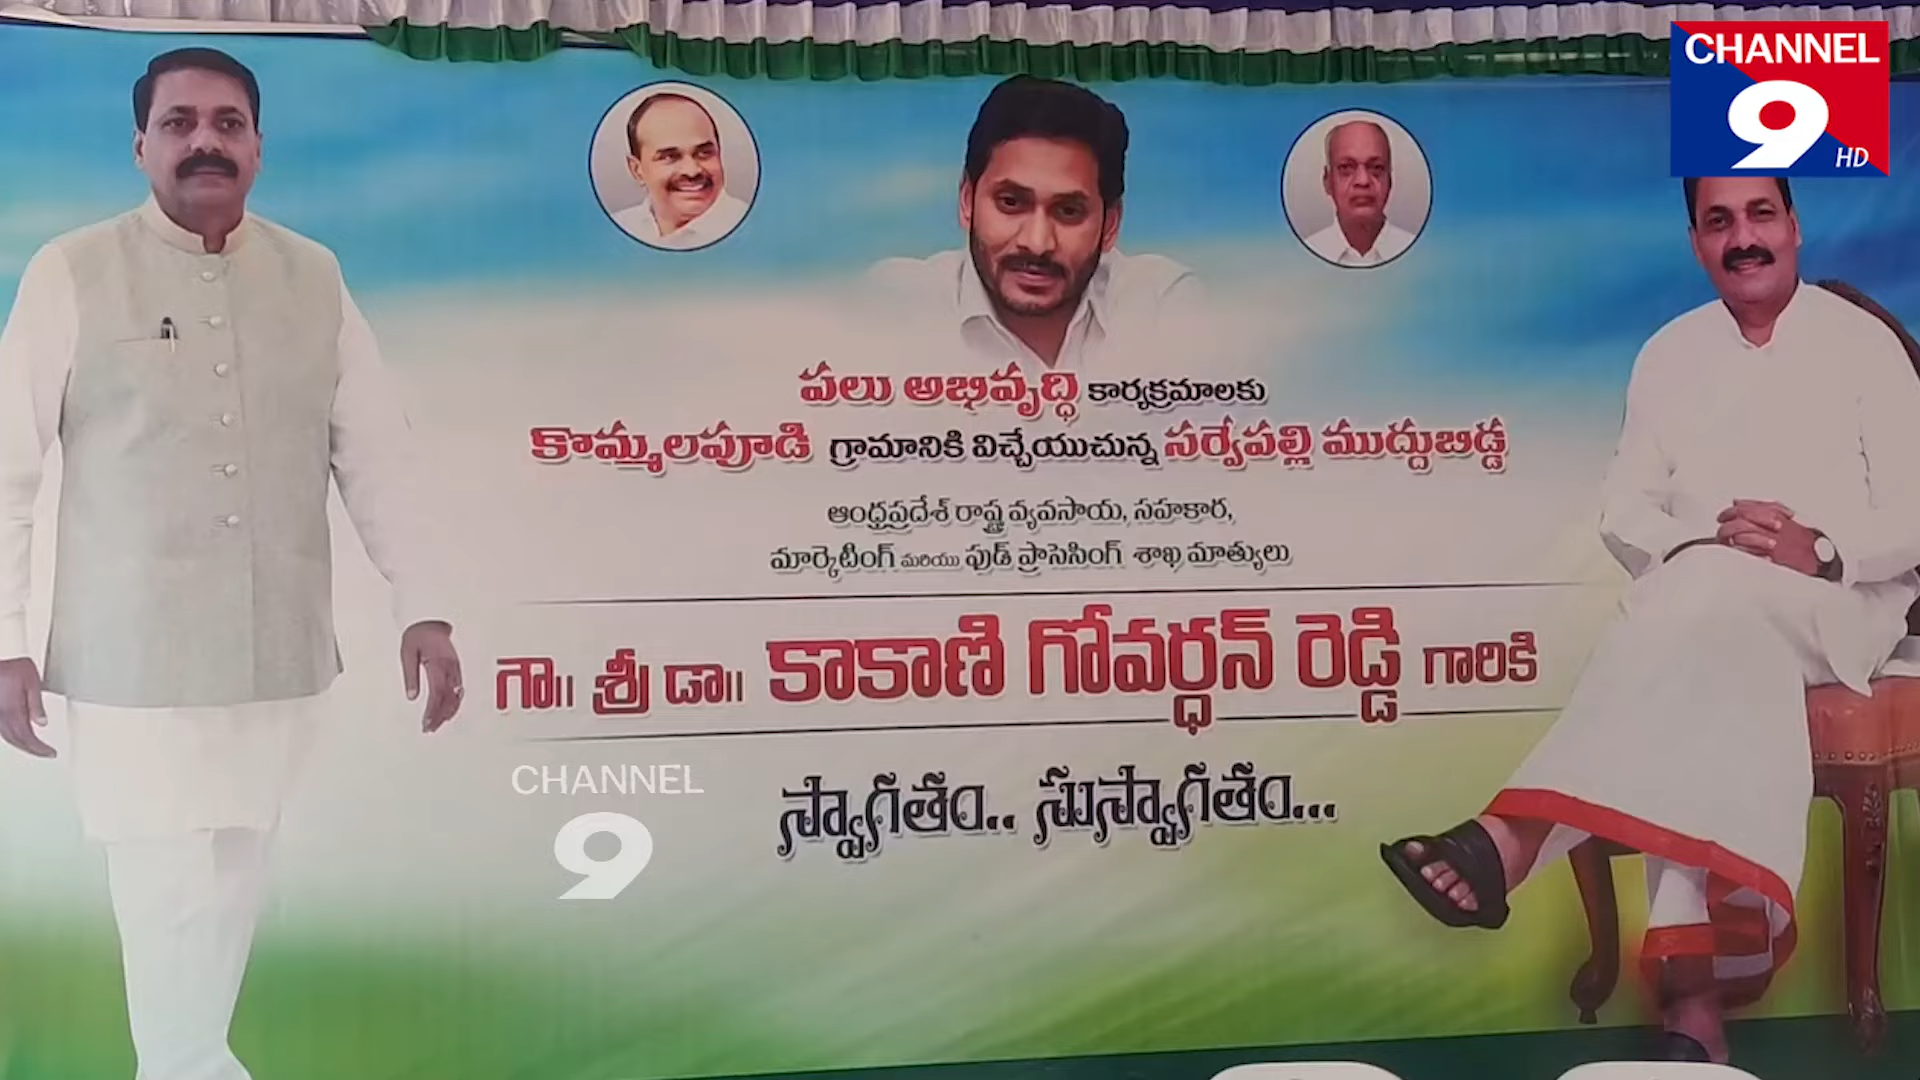 CHANNEL
9
HD
పలు అభివృద్ధి కార్యక్రమాలకు
కొమ్మలపూడి గ్రామానికి విచ్చేయుచున్న సర్వేపల్లి ముద్దుబిడ్డ
ఆంధ్రప్రదేశ్ రాష్ట్ర వ్యవసాయ, సహకార,
మార్కెటింగ్ మరియు ఫుడ్ ప్రాసెసింగ్ శాఖ మాత్యులు
గౌ॥ శ్రీ డా॥ కాకాణి గోవర్ధన్ రెడ్డి గారికి
CHANNEL
9
స్వాగతం.. సుస్వాగతం...